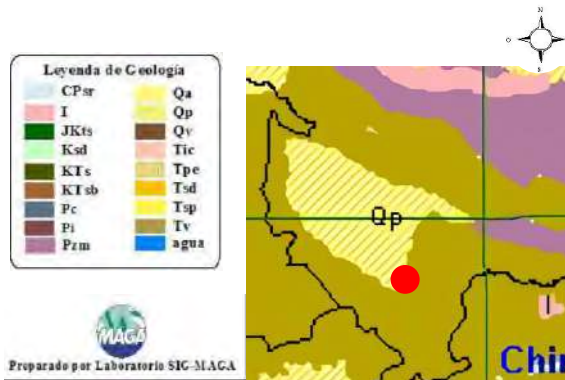 N
O
S
Leyenda de Geología
CPsr
Qa
I
Qp
JKts
Qv
Ksd
Tic
KTs
Tpe
KTsb
Tsd
Pc
Tsp
Pi
Tv
Pzm
agua
MAGA
Preparado por Laboratorio SIG-MAGA
Qp
I
Chi